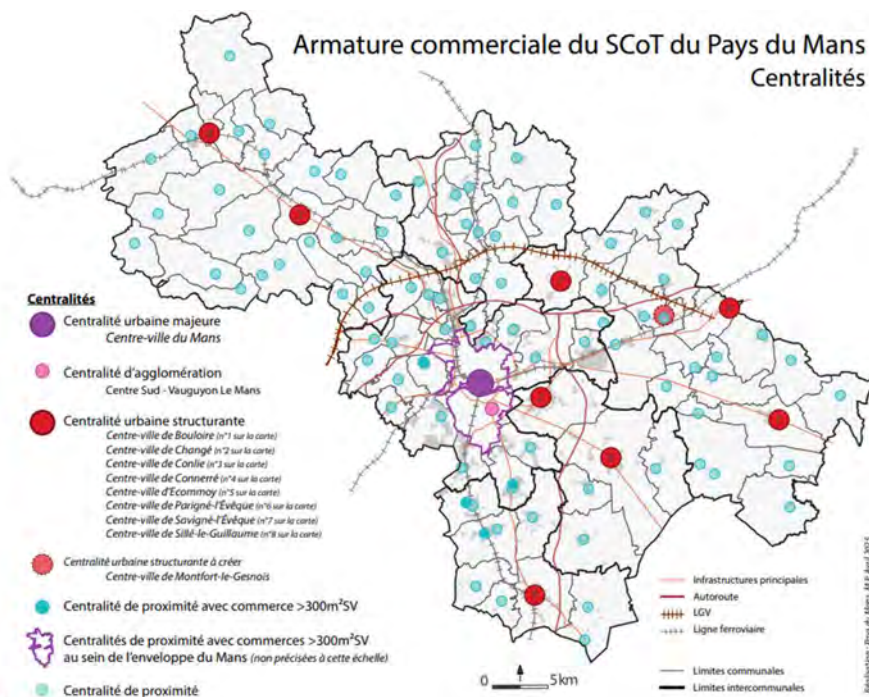 Armature commerciale du SCoT du Pays du Mans
Centralités
Centralités
Centralité urbaine majeure
Centre-ville du Mans
Centralité d'agglomération
Centre Sud - Vauguyon Le Mans
Centralité urbaine structurante
Centre-ville de Bouloire (n°1 sur la carte)
Centre-ville de Changé (n°2 sur la carte)
Centre-ville de Conlie (n°3 sur la carte)
Centre-ville de Connerré (n°4 sur la carte)
Centre-ville d'Ecommoy (n°5 sur la carte)
Centre-ville de Parigné-l'Évêque (n°6 sur la carte)
Centre-ville de Savigné-l'Évêque (n°7 sur la carte)
Centre-ville de Sillé-le-Guillaume (n°8 sur la carte)
Centralité urbaine structurante à créer
Centre-ville de Montfort-le-Gesnois
Centralité de proximité avec commerce >300m²SV
Centralités de proximité avec commerces >300m²SV
au sein de l'enveloppe du Mans (non précisées à cette échelle)
Centralité de proximité
0 5km
Infrastructures principales
Autoroute
LGV
Ligne ferroviaire
Limites communales
Limites intercommunales
Réalisation : Pays du Mans,